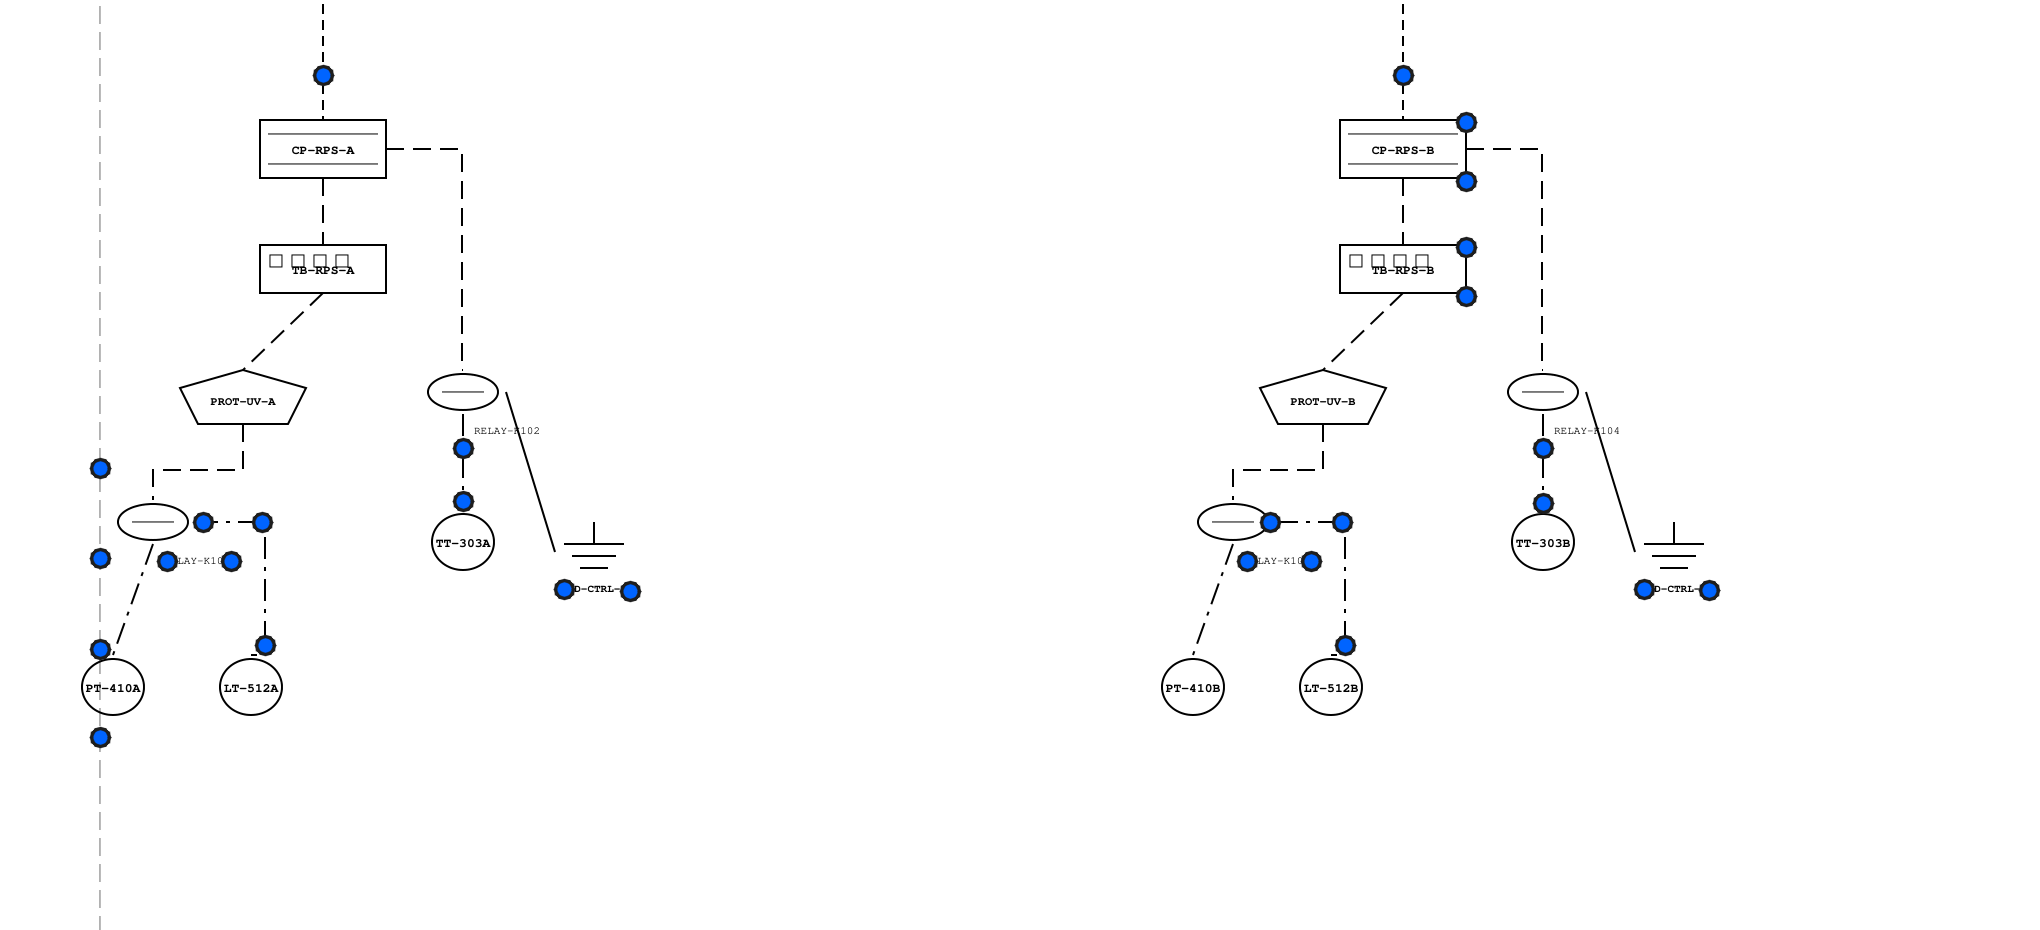 CP-RPS-A
CP-RPS-B
TB-RPS-A
TB-RPS-B
PROT-UV-A
PROT-UV-B
RELAY-K102
RELAY-K104
TT-303A
TT-303B
PT-410A
LT-512A
PT-410B
LT-512B